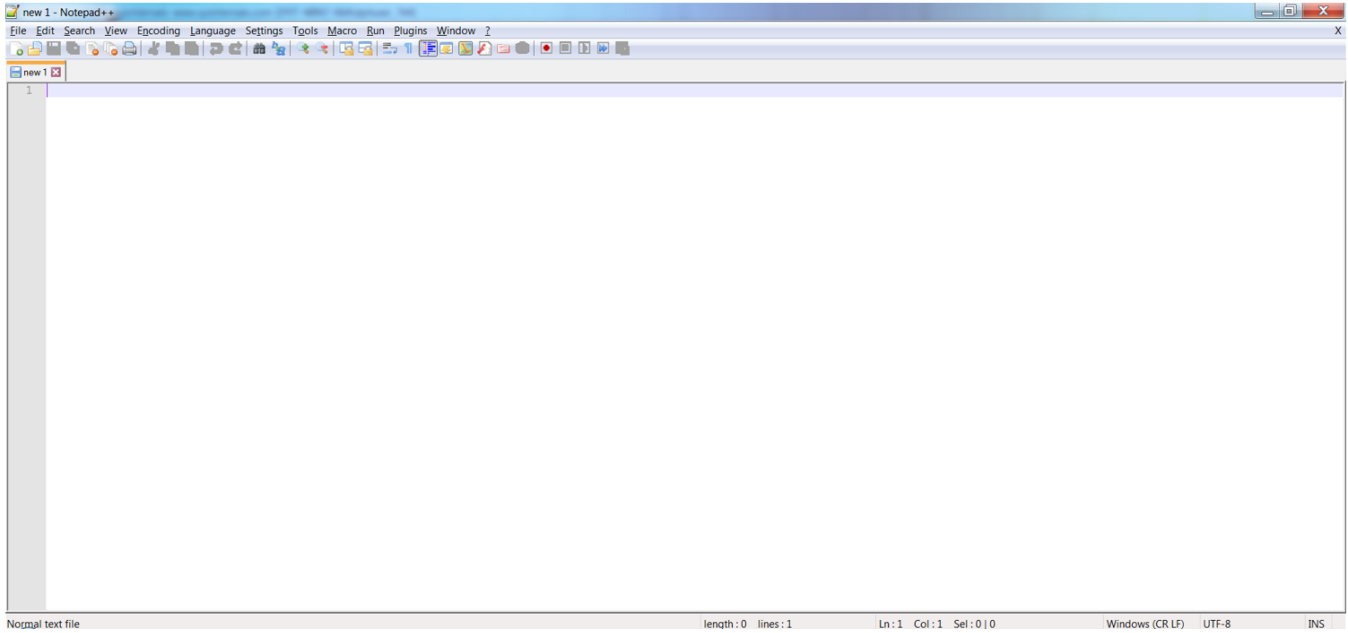 new 1 - Notepad++
File Edit Search View Encoding Language Settings Tools Macro Run Plugins Window ? X
new 1
1
Normal text file length : 0 lines : 1 Ln : 1 Col : 1 Sel : 0 | 0 Windows (CR LF) UTF-8 INS